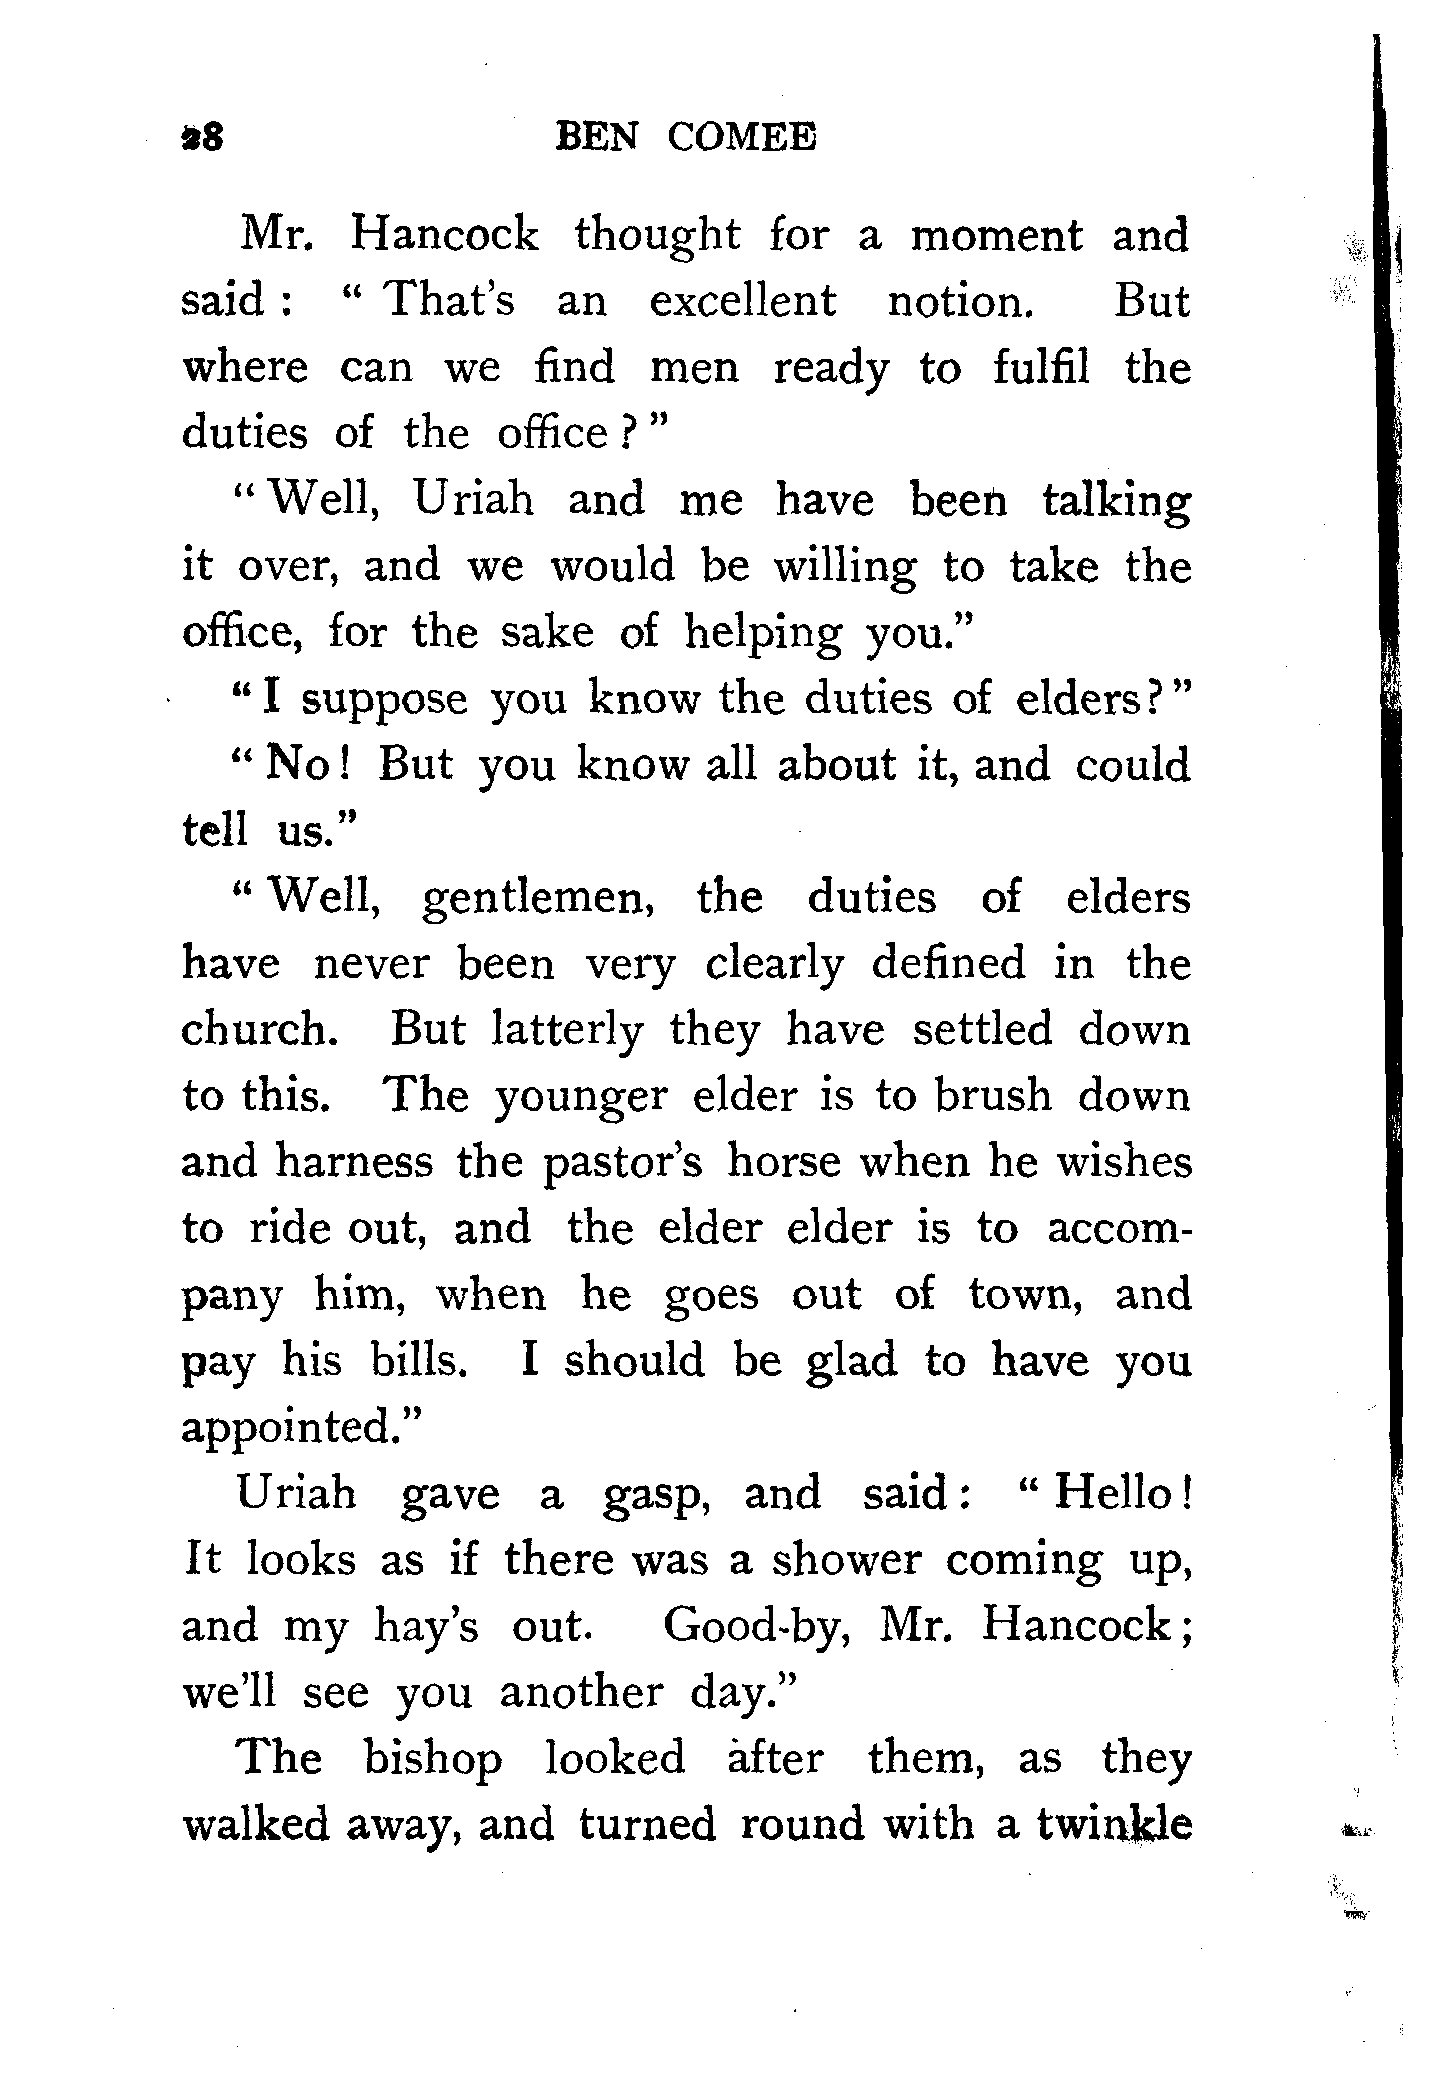 28 BEN COMEE
Mr. Hancock thought for a moment and
said : “ That’s an excellent notion. But
where can we find men ready to fulfil the
duties of the office ? ”
“ Well, Uriah and me have been talking
it over, and we would be willing to take the
office, for the sake of helping you.”
“ I suppose you know the duties of elders? ”
“ No ! But you know all about it, and could
tell us.”
“ Well, gentlemen, the duties of elders
have never been very clearly defined in the
church. But latterly they have settled down
to this. The younger elder is to brush down
and harness the pastor’s horse when he wishes
to ride out, and the elder elder is to accom-
pany him, when he goes out of town, and
pay his bills. I should be glad to have you
appointed.”
Uriah gave a gasp, and said : “ Hello !
It looks as if there was a shower coming up,
and my hay’s out. Good-by, Mr. Hancock ;
we’ll see you another day.”
The bishop looked after them, as they
walked away, and turned round with a twinkle